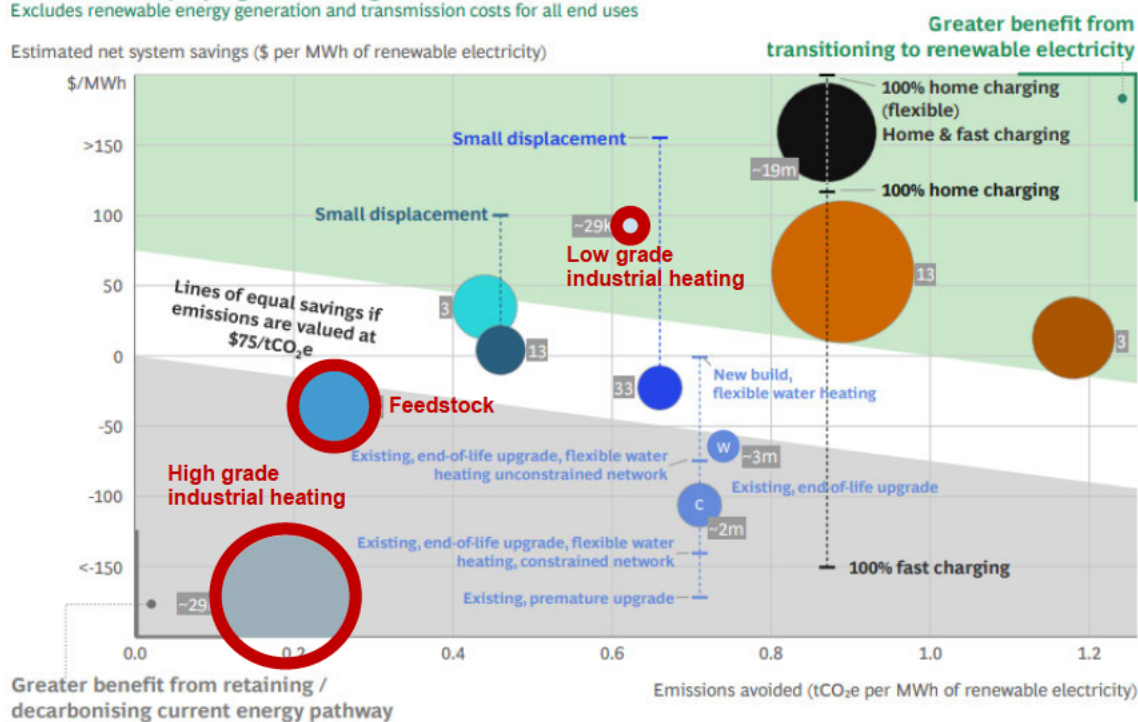 Excludes renewable energy generation and transmission costs for all end uses
Greater benefit from
transitioning to renewable electricity
Estimated net system savings ($ per MWh of renewable electricity)
$/MWh
>150
100
50
0
-50
-100
<-150
100% home charging
(flexible)
Home & fast charging
~19m
100% home charging
Small displacement
Small displacement
~29k
Low grade
industrial heating
13
Lines of equal savings if
emissions are valued at
$75/tCO₂e
3
13
3
33
New build,
flexible water heating
Feedstock
W
~3m
Existing, end-of-life upgrade, flexible water
heating unconstrained network
High grade
industrial heating
Existing, end-of-life upgrade
C
~2m
Existing, end-of-life upgrade, flexible water
heating, constrained network
100% fast charging
Existing, premature upgrade
0.0
0.2
0.4
0.6
0.8
1.0
1.2
Greater benefit from retaining /
decarbonising current energy pathway
Emissions avoided (tCO₂e per MWh of renewable electricity)